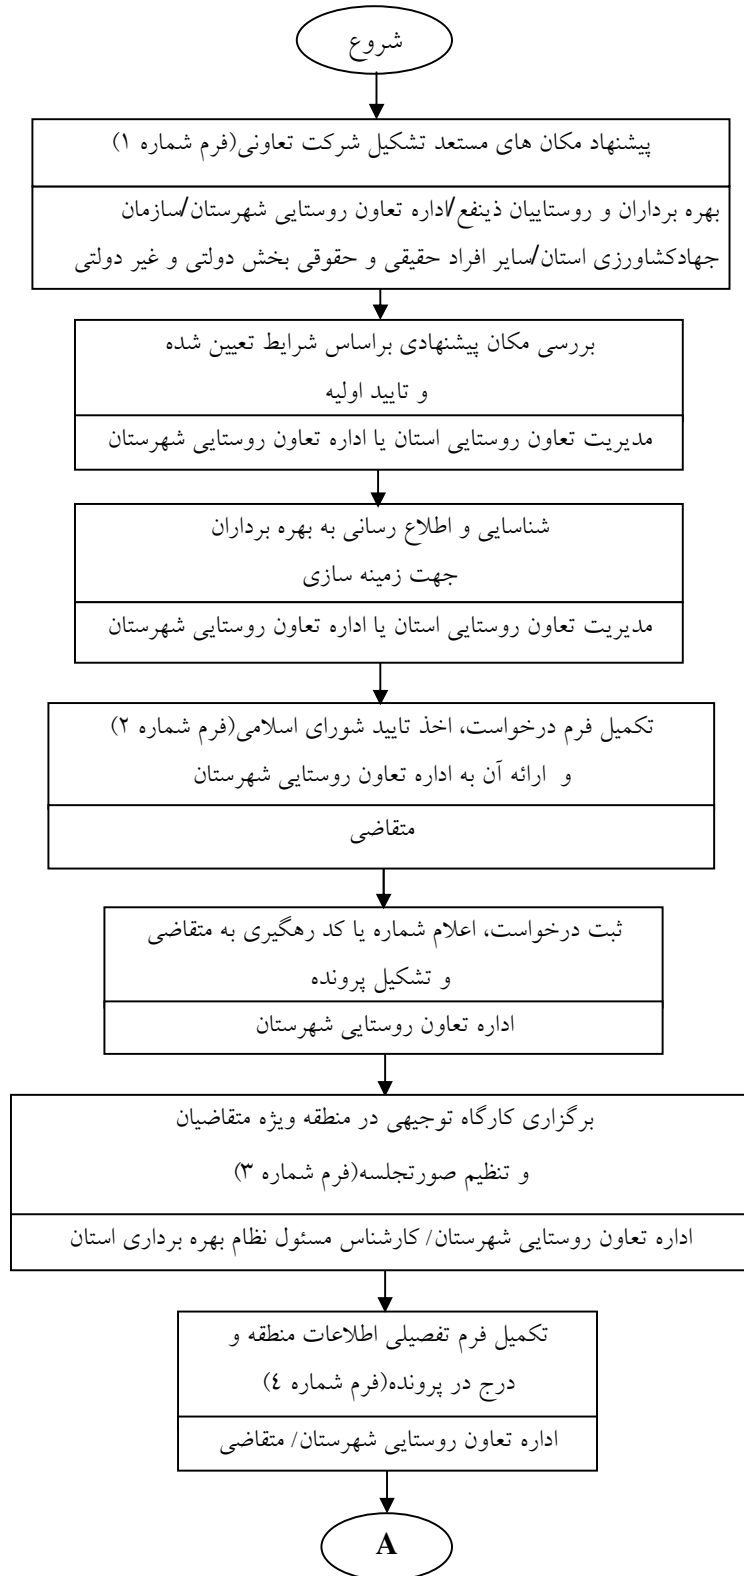 شروع
پیشنهاد مکان های مستعد تشکیل شرکت تعاونی(فرم شماره ۱)
بهره برداران و روستاییان ذینفع/اداره تعاون روستایی شهرستان/سازمان
جهادکشاورزی استان/سایر افراد حقیقی و حقوقی بخش دولتی و غیر دولتی
بررسی مکان پیشنهادی براساس شرایط تعیین شده
و تایید اولیه
مدیریت تعاون روستایی استان یا اداره تعاون روستایی شهرستان
شناسایی و اطلاع رسانی به بهره برداران
جهت زمینه سازی
مدیریت تعاون روستایی استان یا اداره تعاون روستایی شهرستان
تکمیل فرم درخواست، اخذ تایید شورای اسلامی(فرم شماره ۲)
و ارائه آن به اداره تعاون روستایی شهرستان
متقاضی
ثبت درخواست، اعلام شماره یا کد رهگیری به متقاضی
و تشکیل پرونده
اداره تعاون روستایی شهرستان
برگزاری کارگاه توجیهی در منطقه ویژه متقاضیان
و تنظیم صورتجلسه(فرم شماره ۳)
اداره تعاون روستایی شهرستان/ کارشناس مسئول نظام بهره برداری استان
تکمیل فرم تفصیلی اطلاعات منطقه و
درج در پرونده(فرم شماره ٤)
اداره تعاون روستایی شهرستان/ متقاضی
A